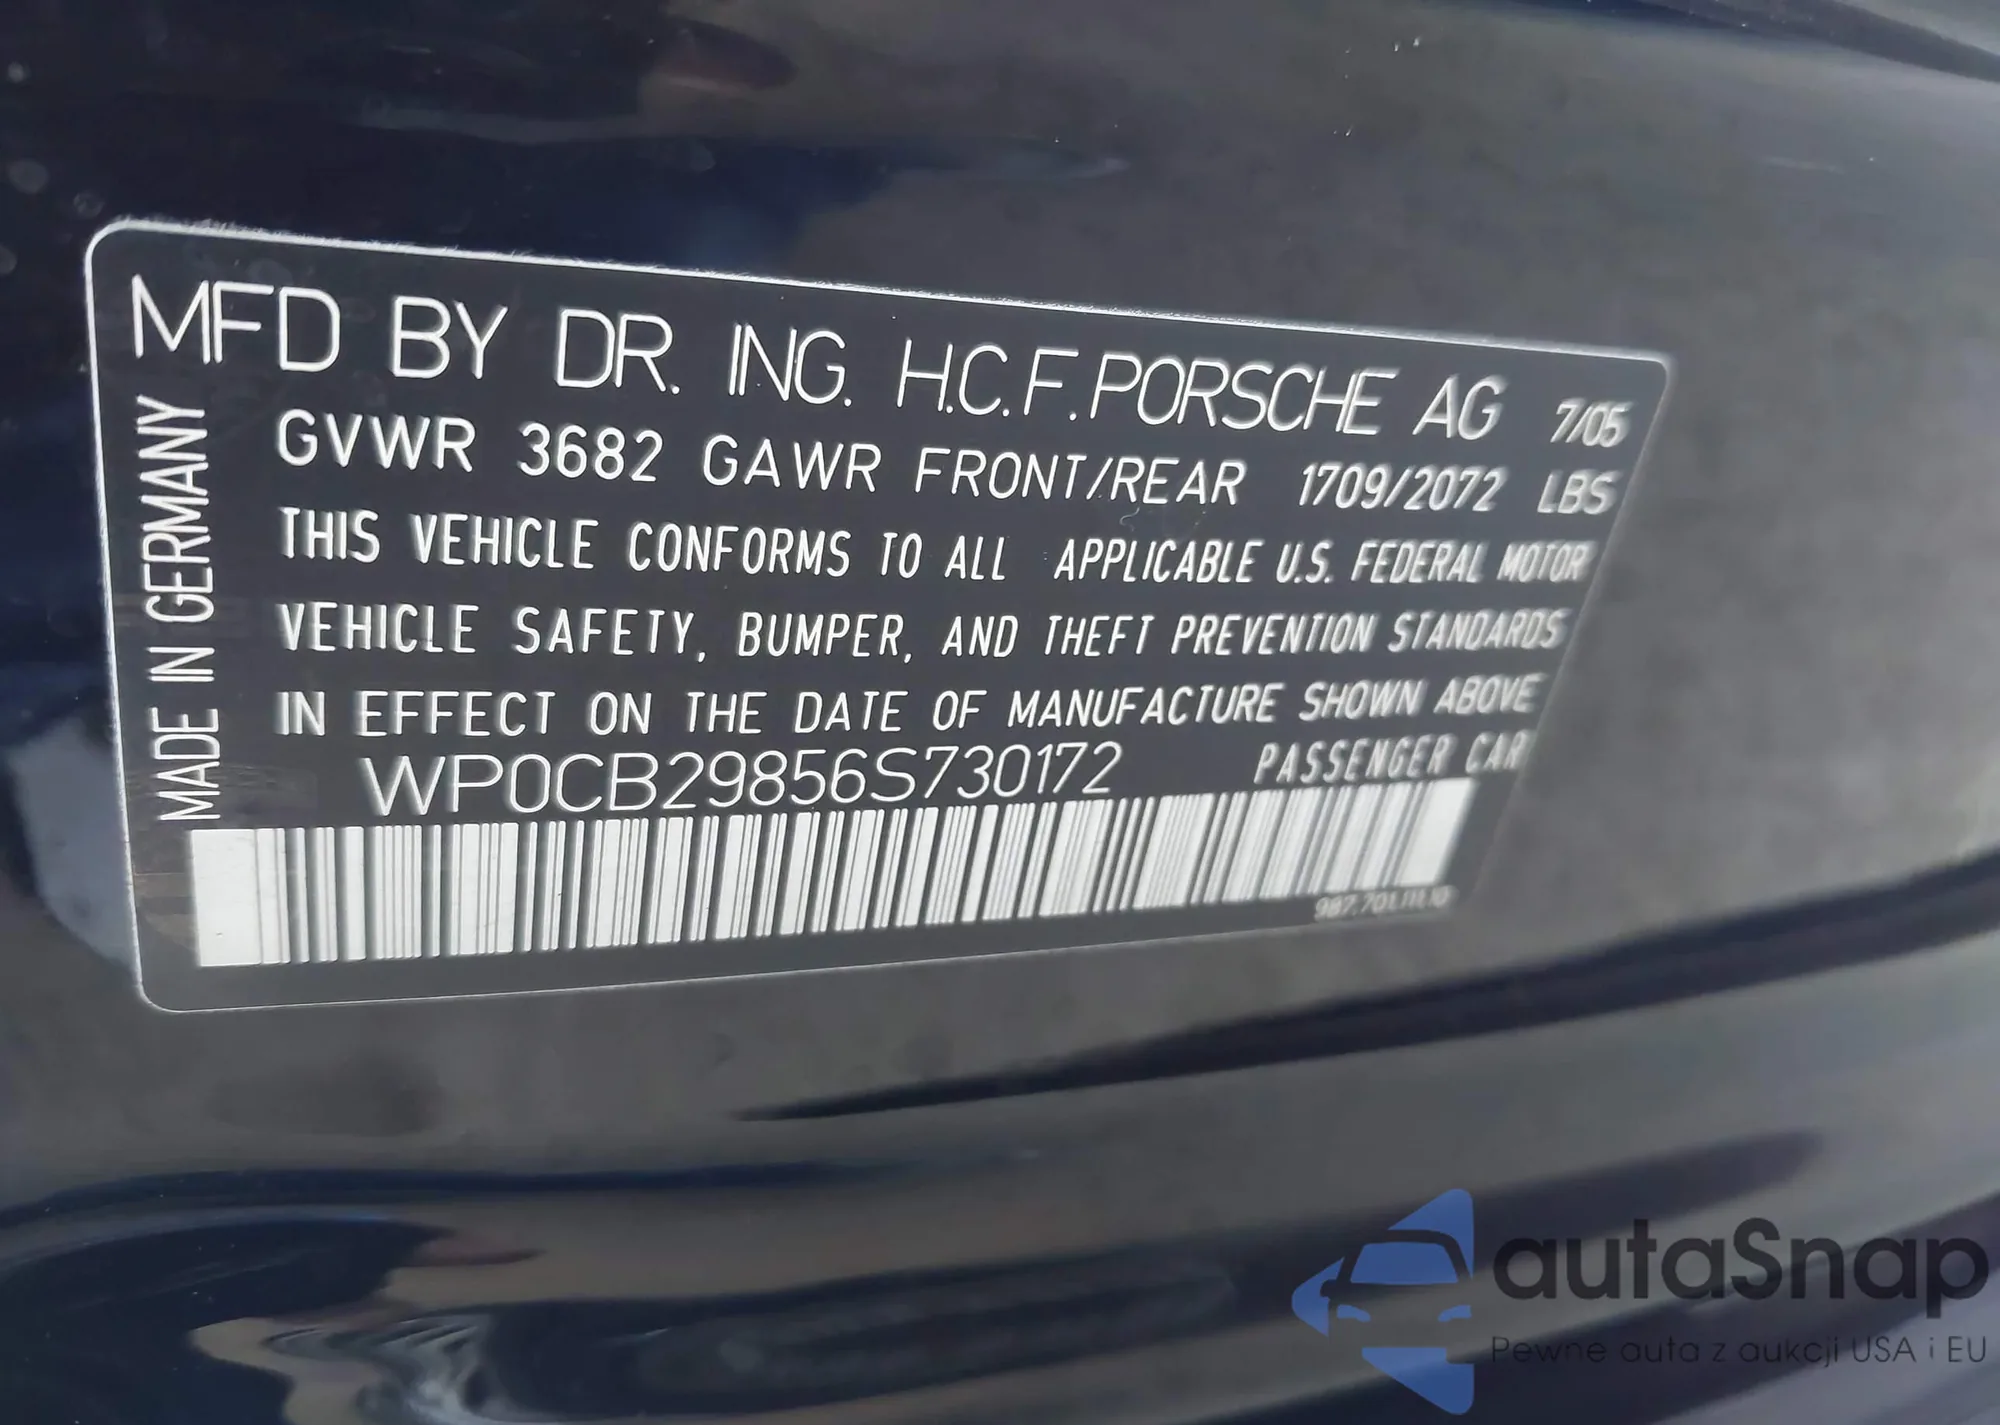 MFD BY DR. ING. H.C.F. PORSCHE AG 7/05
GVWR 3682 GAWR FRONT/REAR 1709/2072 LBS
THIS VEHICLE CONFORMS TO ALL APPLICABLE U.S. FEDERAL MOTOR
VEHICLE SAFETY, BUMPER, AND THEFT PREVENTION STANDARDS
IN EFFECT ON THE DATE OF MANUFACTURE SHOWN ABOVE
WP0CB29856S730172 PASSENGER CAR
MADE IN GERMANY
autaSnap
Pewne auta z aukcji USA i EU